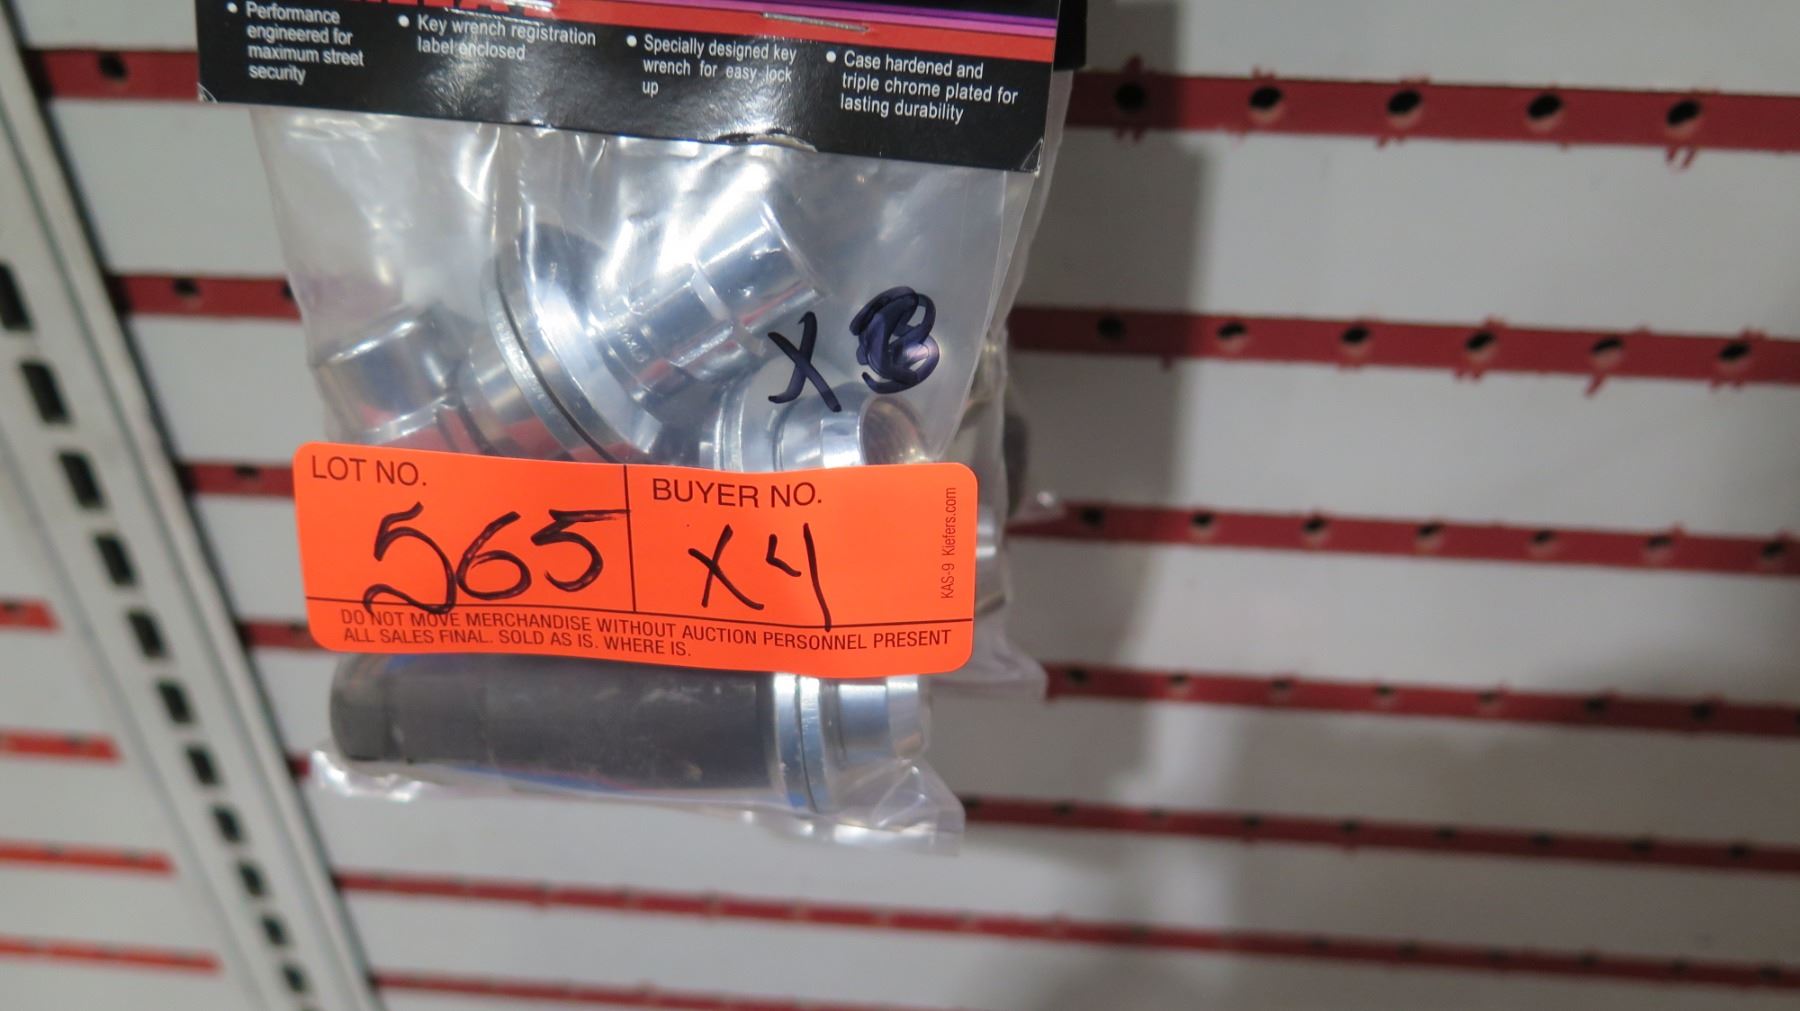 • Performance
engineered for
maximum street
security
• Key wrench registration
label enclosed
• Specially designed key
wrench for easy lock
up
• Case hardened and
triple chrome plated for
lasting durability
X
LOT NO.
565
BUYER NO.
X4
KAS-9 Kiefers.com
DO NOT MOVE MERCHANDISE WITHOUT AUCTION PERSONNEL PRESENT
ALL SALES FINAL. SOLD AS IS. WHERE IS.